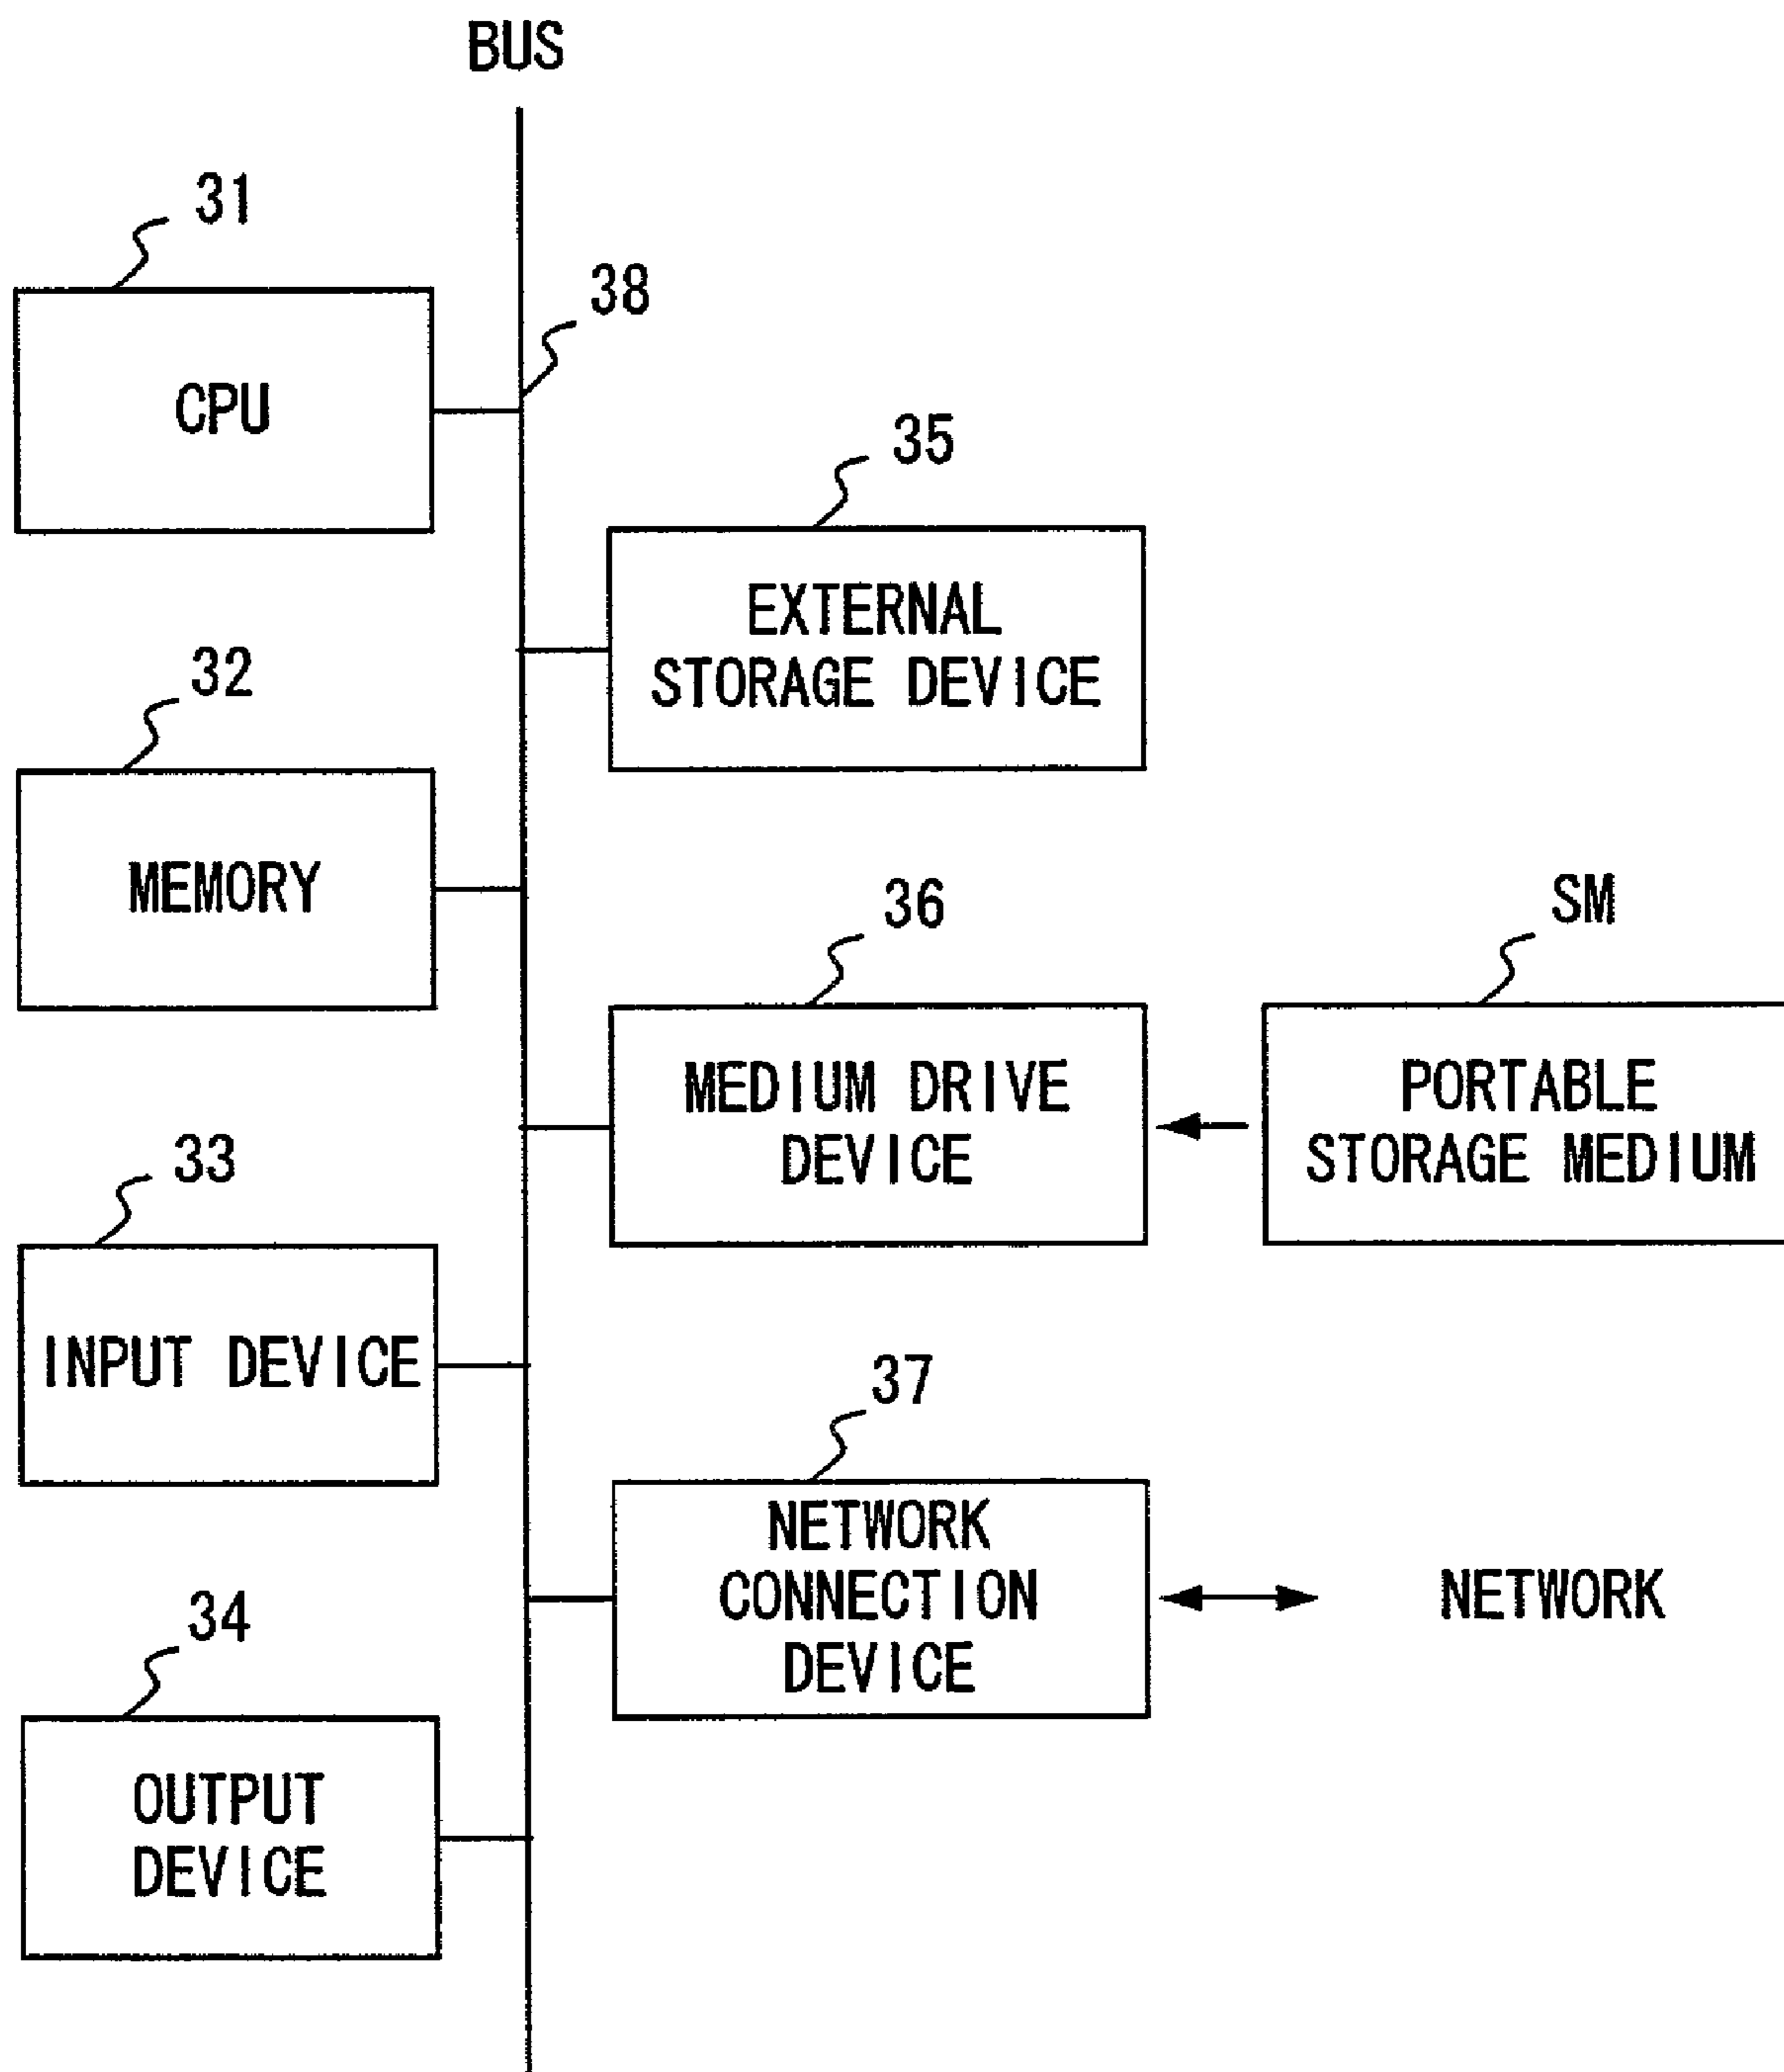 BUS
31
38
CPU
35
EXTERNAL
STORAGE DEVICE
32
MEMORY
36
SM
MEDIUM DRIVE
DEVICE
PORTABLE
STORAGE MEDIUM
33
INPUT DEVICE
37
NETWORK
CONNECTION
DEVICE
NETWORK
34
OUTPUT
DEVICE